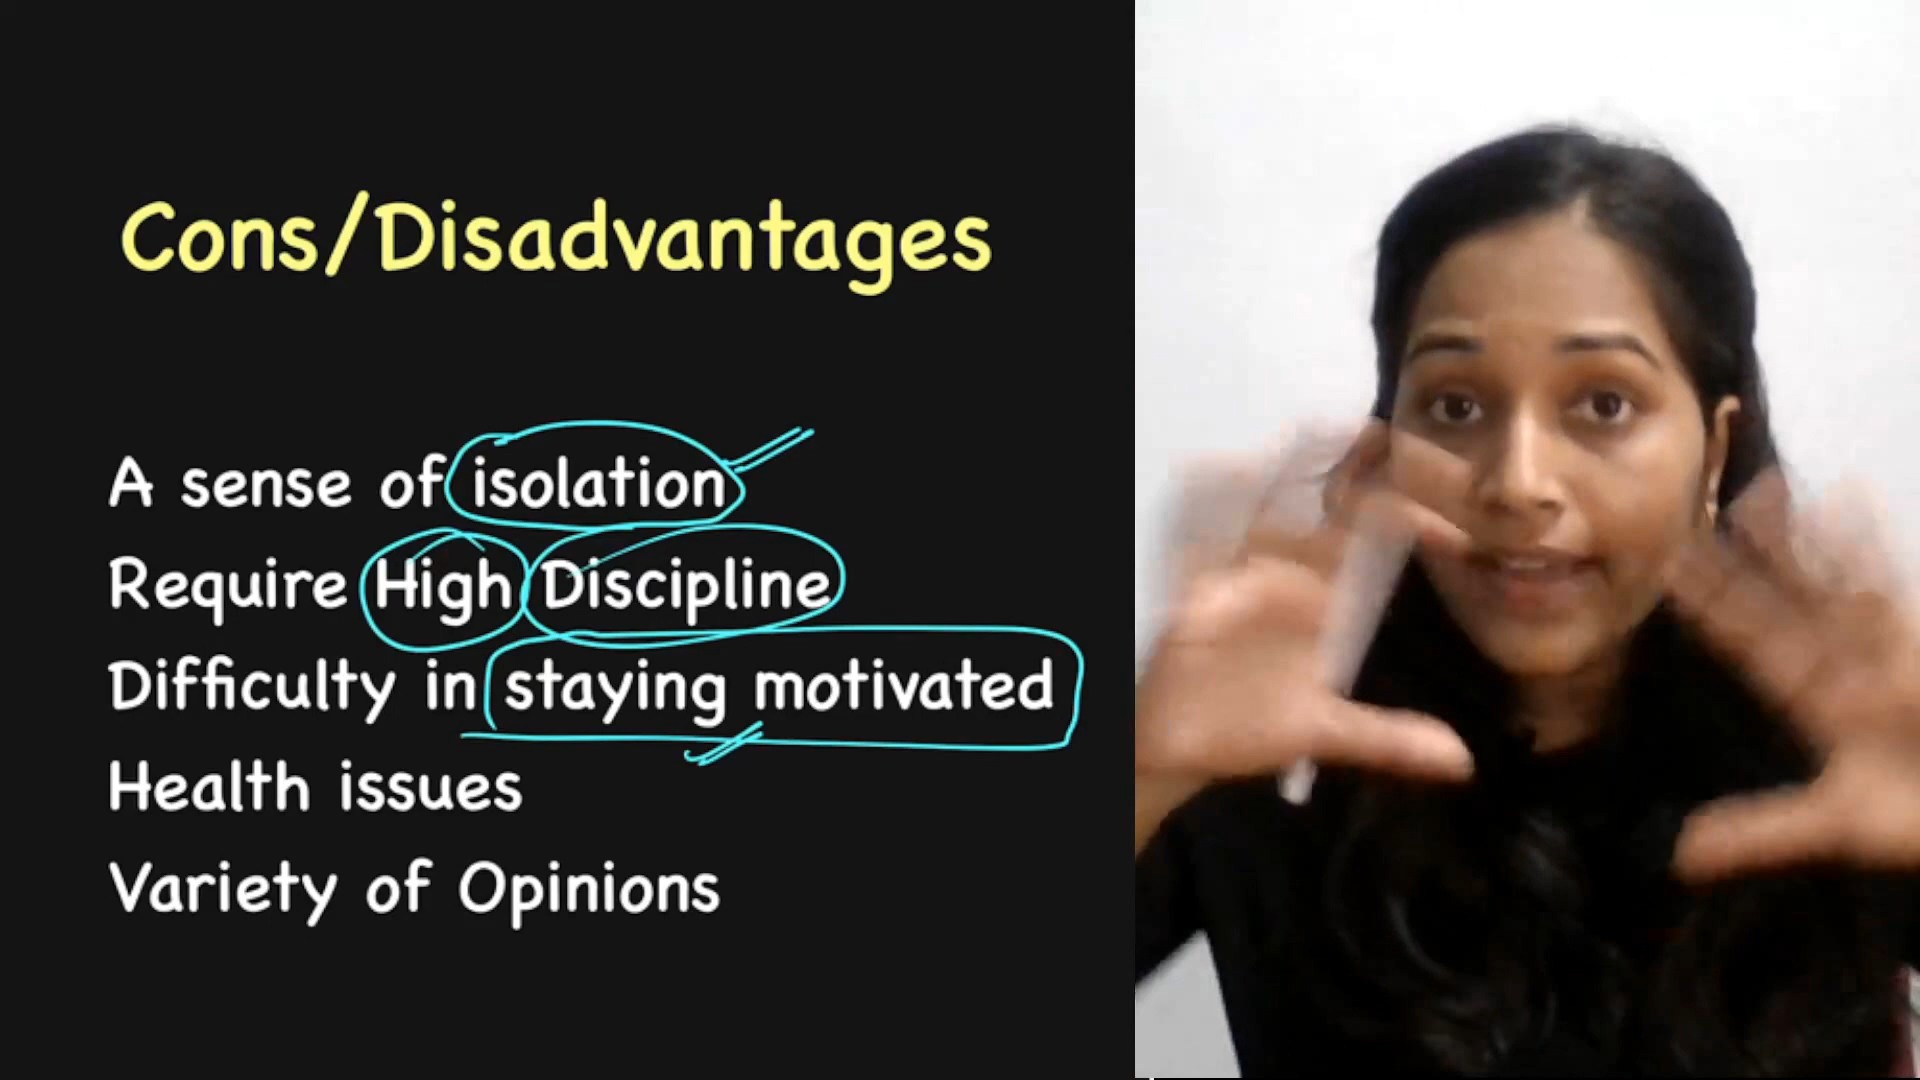 Cons/Disadvantages
A sense of isolation
Require High Discipline
Difficulty in staying motivated
Health issues
Variety of Opinions